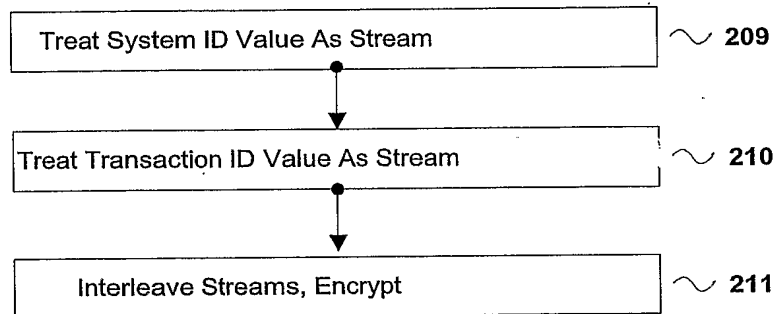 Treat System ID Value As Stream 209
Treat Transaction ID Value As Stream 210
Interleave Streams, Encrypt 211